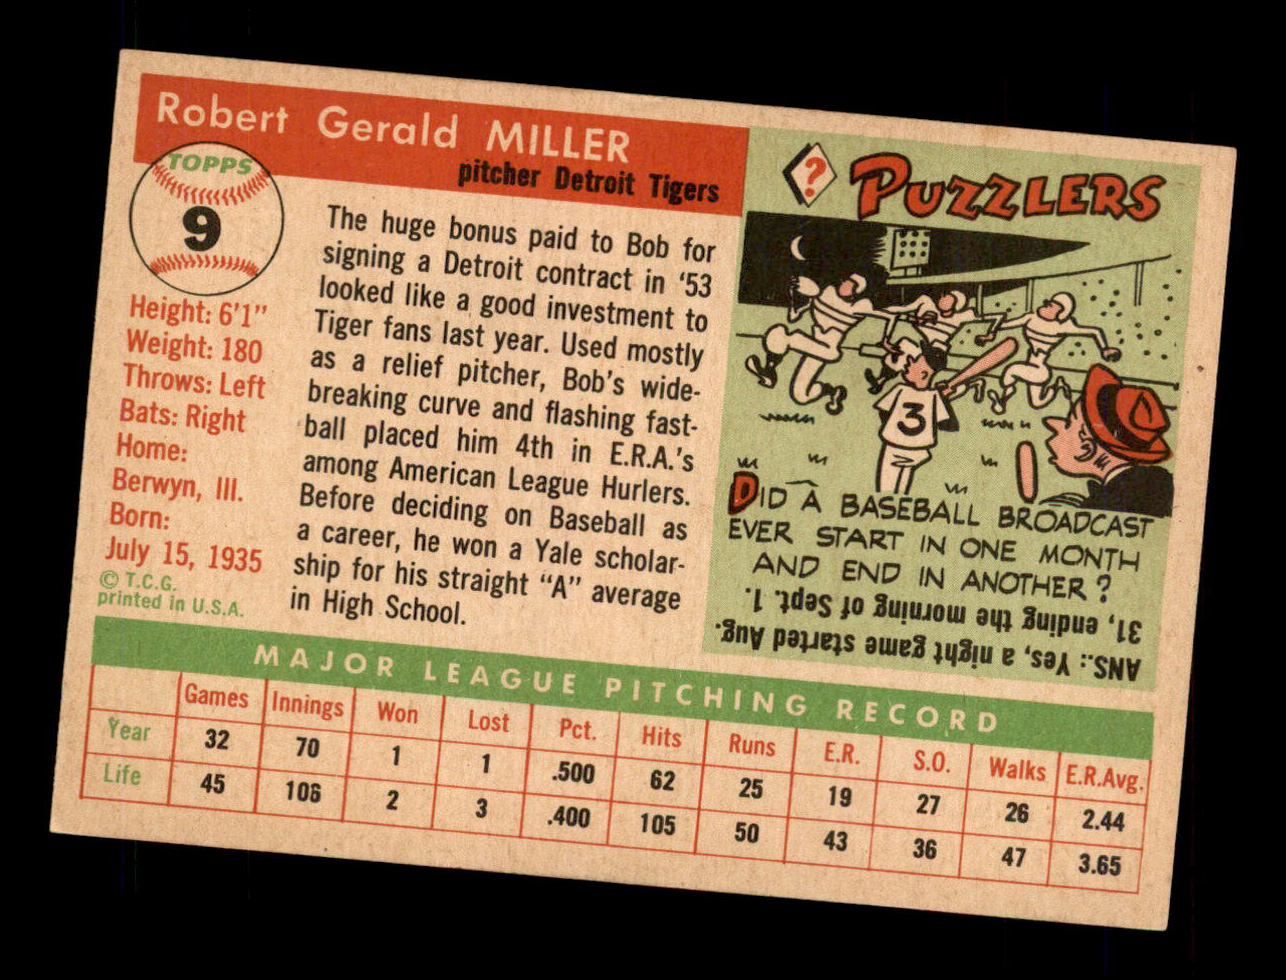 Robert Gerald MILLER
pitcher Detroit Tigers
TOPPS
9
Height: 6'1"
Weight: 180
Throws: Left
Bats: Right
Home:
Berwyn, Ill.
Born:
July 15, 1935
© T.C.G.
printed in U.S.A.
The huge bonus paid to Bob for
signing a Detroit contract in '53
looked like a good investment to
Tiger fans last year. Used mostly
as a relief pitcher, Bob's wide-
breaking curve and flashing fast-
ball placed him 4th in E.R.A.'s
among American League Hurlers.
Before deciding on Baseball as
a career, he won a Yale scholar-
ship for his straight "A" average
in High School.
?
PUZZLERS
3
DID A BASEBALL BROADCAST
EVER START IN ONE MONTH
AND END IN ANOTHER?
ANS.: Yes, a night game started Aug.
31, ending the morning of Sept. 1.
MAJOR LEAGUE PITCHING RECORD
Games Innings Won Lost Pct. Hits Runs E.R. S.O. Walks E.R.Avg.
Year 32 70 1 1 .500 62 25 19 27 26 2.44
Life 45 106 2 3 .400 105 50 43 36 47 3.65